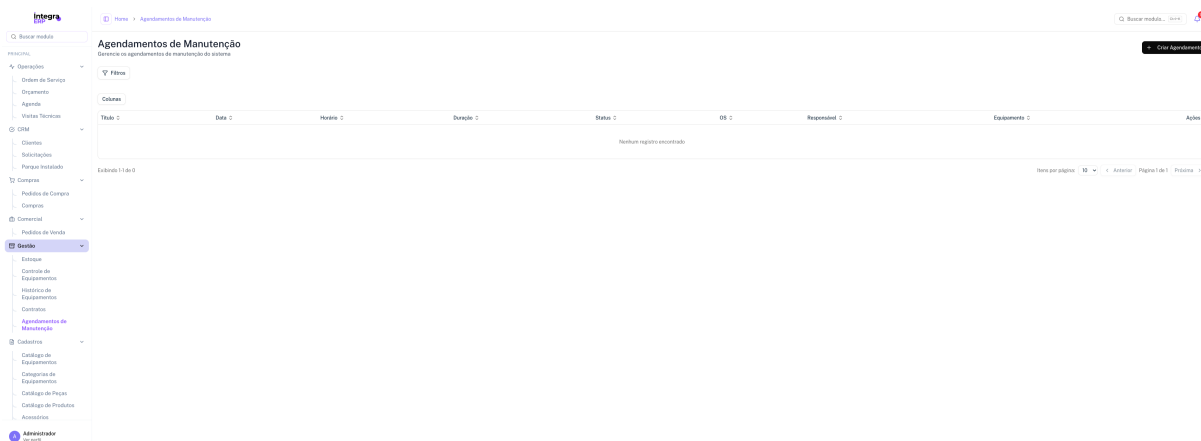 integra
ERP
Buscar modulo
PRINCIPAL
Operações
Ordem de Serviço
Orçamento
Agenda
Visitas Técnicas
CRM
Clientes
Solicitações
Parque Instalado
Compras
Pedidos de Compra
Compras
Comercial
Pedidos de Venda
Gestão
Estoque
Controle de
Equipamentos
Histórico de
Equipamentos
Contratos
Agendamentos de
Manutenção
Cadastros
Catálogo de
Equipamentos
Categorias de
Equipamentos
Catálogo de Peças
Catálogo de Produtos
Acessórios
A Administrador
Ver perfil
Home > Agendamentos de Manutenção
Buscar modulo...
Agendamentos de Manutenção
Gerencie os agendamentos de manutenção do sistema
+ Criar Agendamento
Filtros
Colunas
Título Data Horário Duração Status OS Responsável Equipamento Ações
Nenhum registro encontrado
Exibindo 1-1 de 0
Itens por página: 10 < Anterior Página 1 de 1 Próxima >